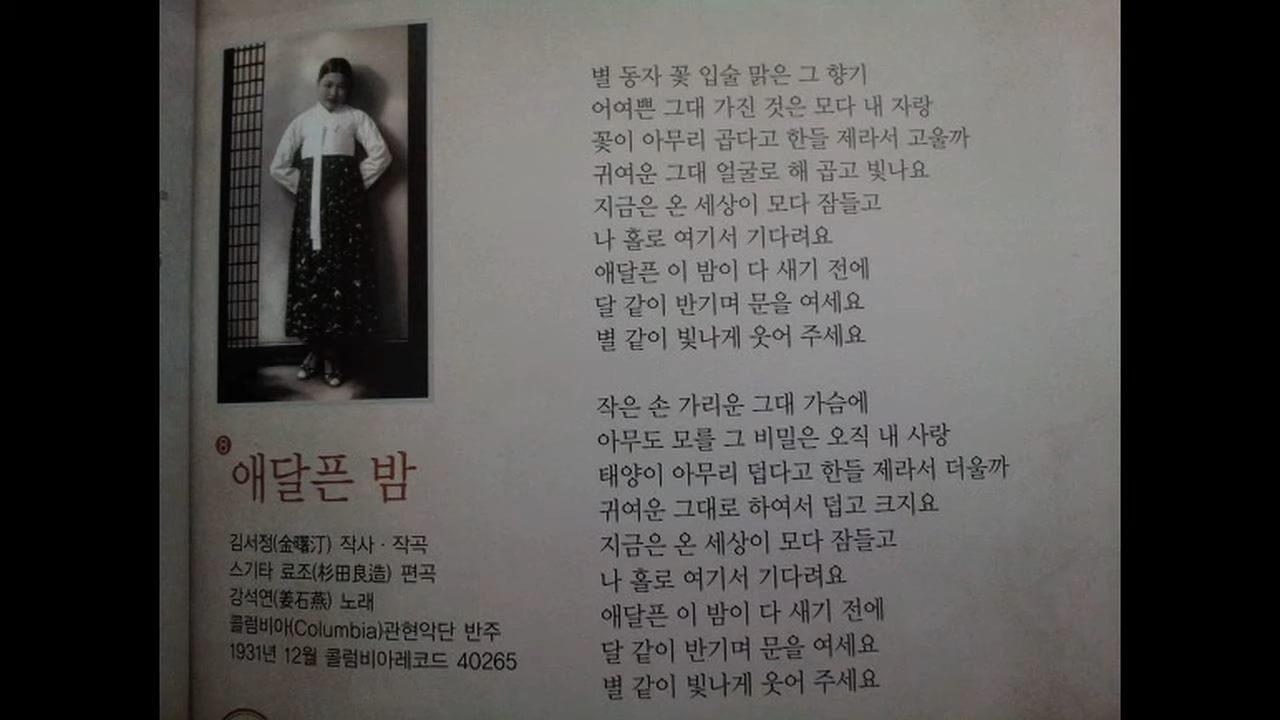 ⑧
애달픈 밤
김서정(金曙汀) 작사 · 작곡
스기타 료조(杉田良造) 편곡
강석연(姜石燕) 노래
콜럼비아(Columbia)관현악단 반주
1931년 12월 콜럼비아레코드 40265
별 동자 꽃 입술 맑은 그 향기
어여쁜 그대 가진 것은 모다 내 자랑
꽃이 아무리 곱다고 한들 제라서 고울까
귀여운 그대 얼굴로 해 곱고 빛나요
지금은 온 세상이 모다 잠들고
나 홀로 여기서 기다려요
애달픈 이 밤이 다 새기 전에
달 같이 반기며 문을 여세요
별 같이 빛나게 웃어 주세요
작은 손 가리운 그대 가슴에
아무도 모를 그 비밀은 오직 내 사랑
태양이 아무리 덥다고 한들 제라서 더울까
귀여운 그대로 하여서 덥고 크지요
지금은 온 세상이 모다 잠들고
나 홀로 여기서 기다려요
애달픈 이 밤이 다 새기 전에
달 같이 반기며 문을 여세요
별 같이 빛나게 웃어 주세요